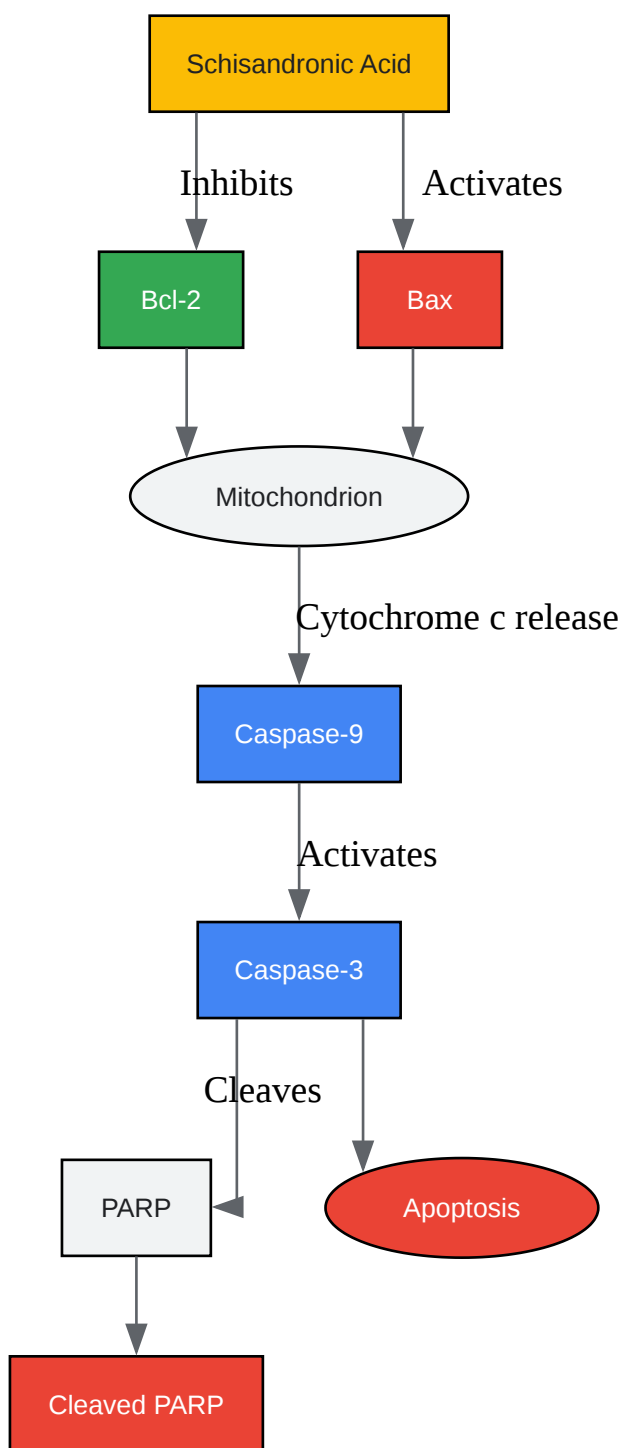 Schisandronic Acid
Inhibits
Activates
Bcl-2
Bax
Mitochondrion
Cytochrome c release
Caspase-9
Activates
Caspase-3
Cleaves
PARP
Apoptosis
Cleaved PARP